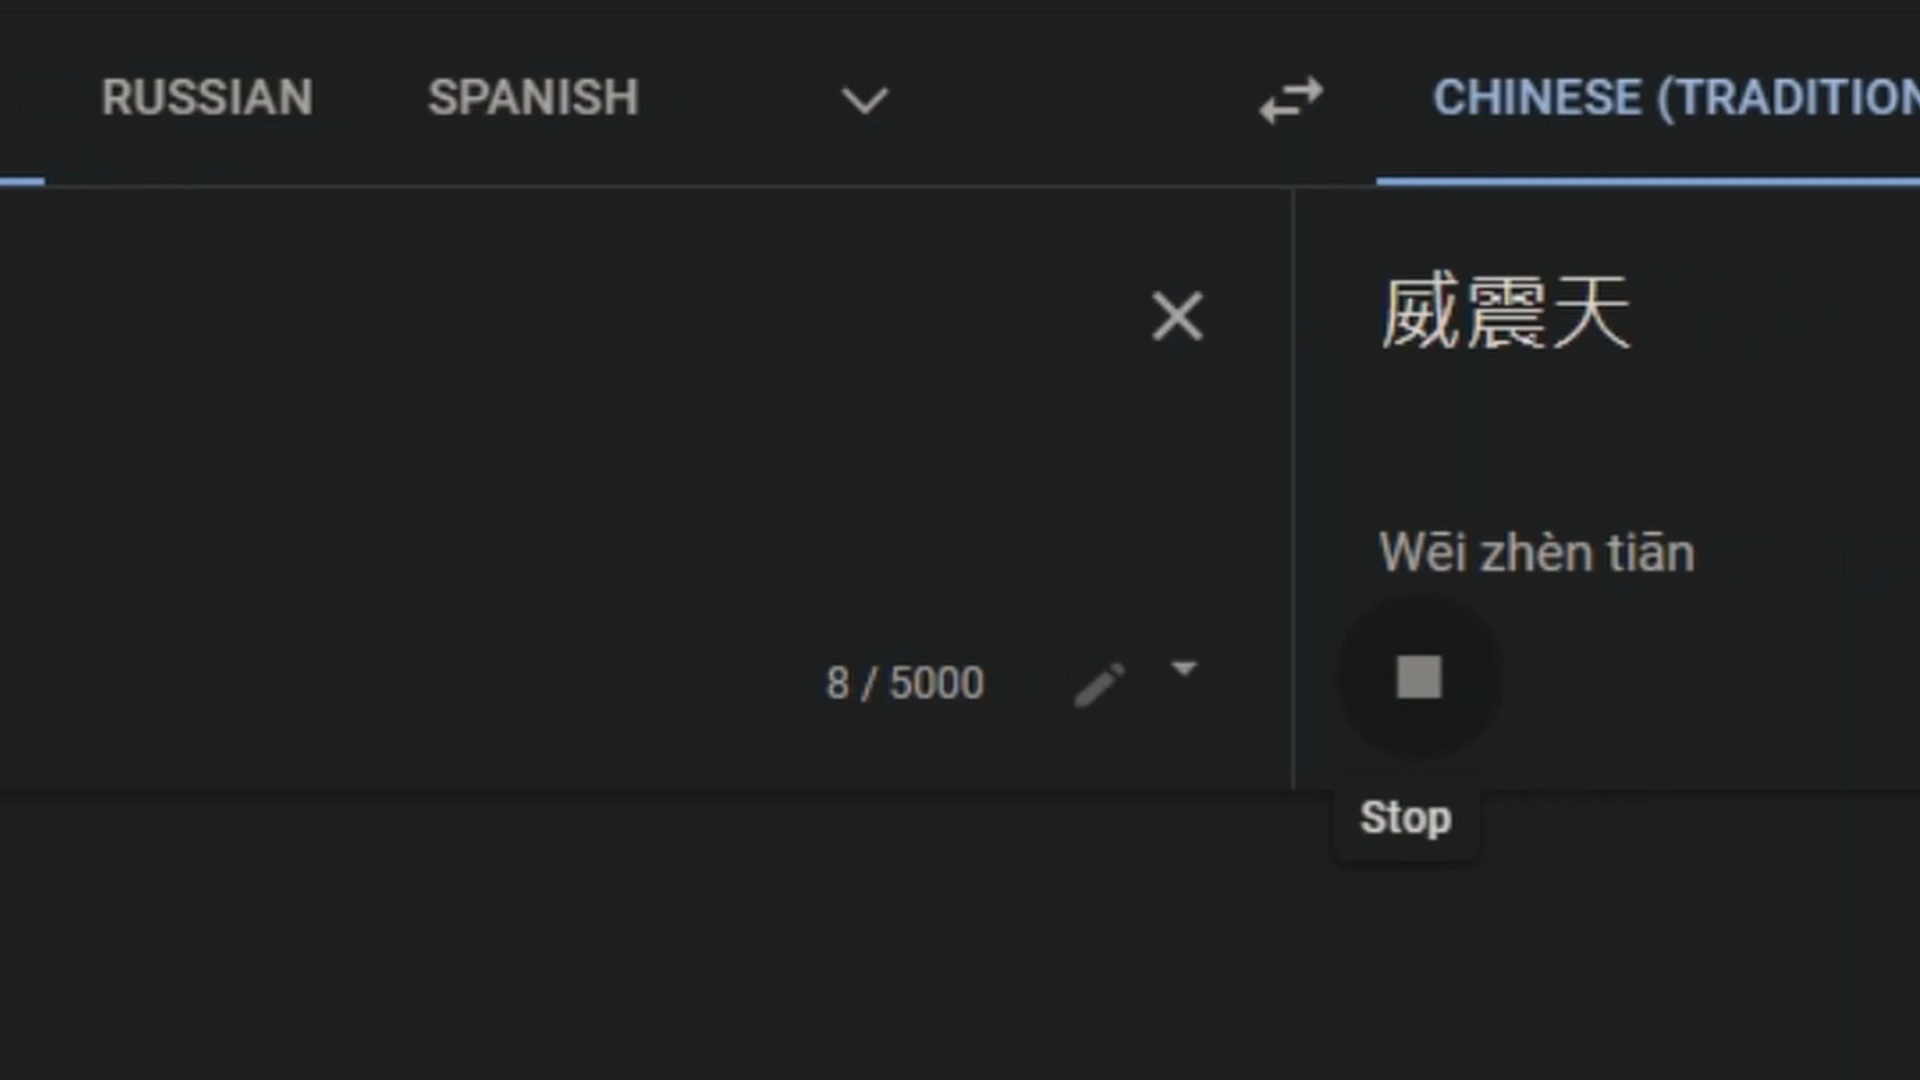 RUSSIAN SPANISH CHINESE (TRADITION
威震天
Wēi zhèn tiān
8 / 5000
Stop